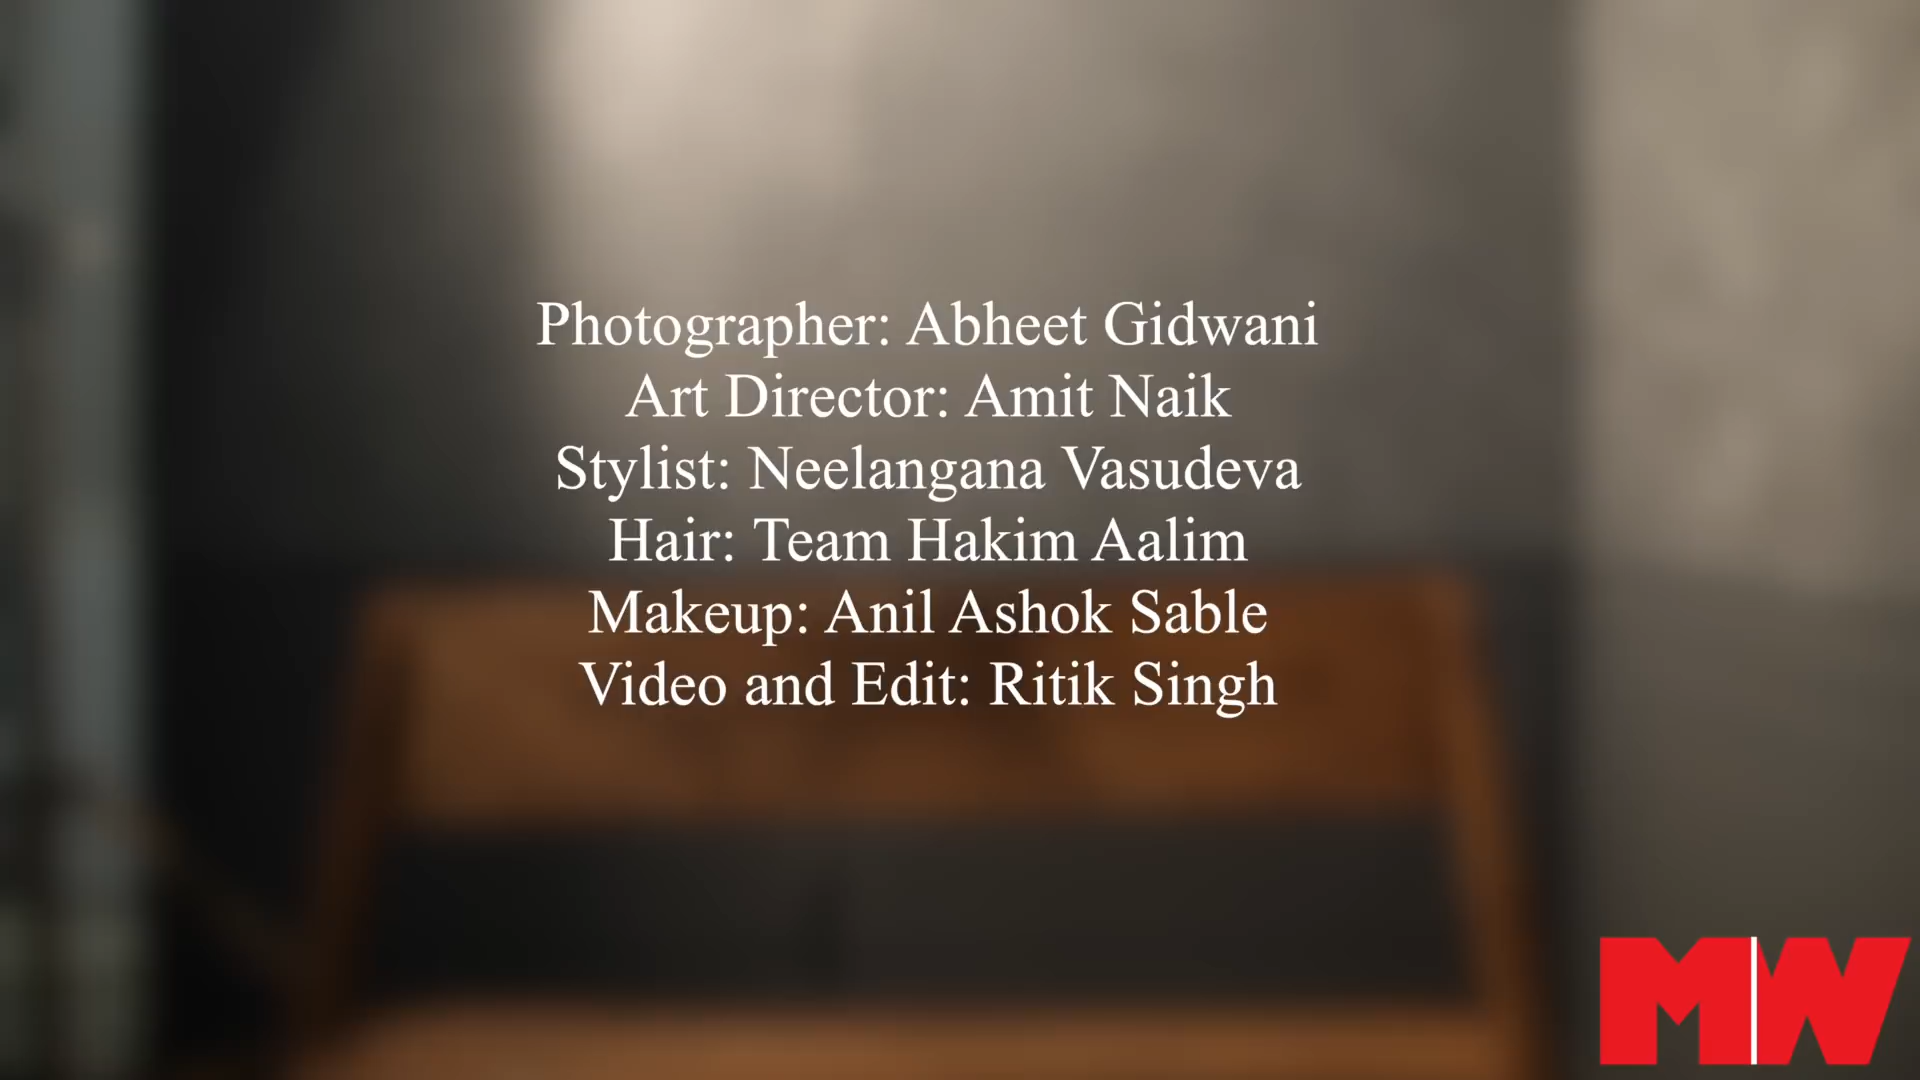 Photographer: Abheet Gidwani
Art Director: Amit Naik
Stylist: Neelangana Vasudeva
Hair: Team Hakim Aalim
Makeup: Anil Ashok Sable
Video and Edit: Ritik Singh
MW